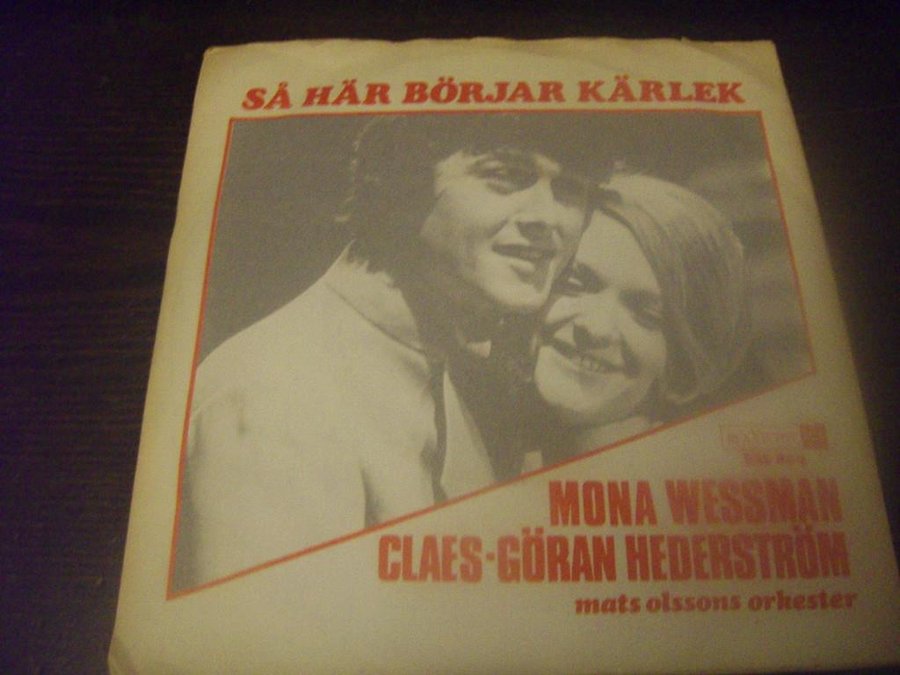 SÅ HÄR BÖRJAR KÄRLEK
MONA WESSMAN
CLAES-GÖRAN HEDERSTRÖM
mats olssons orkester